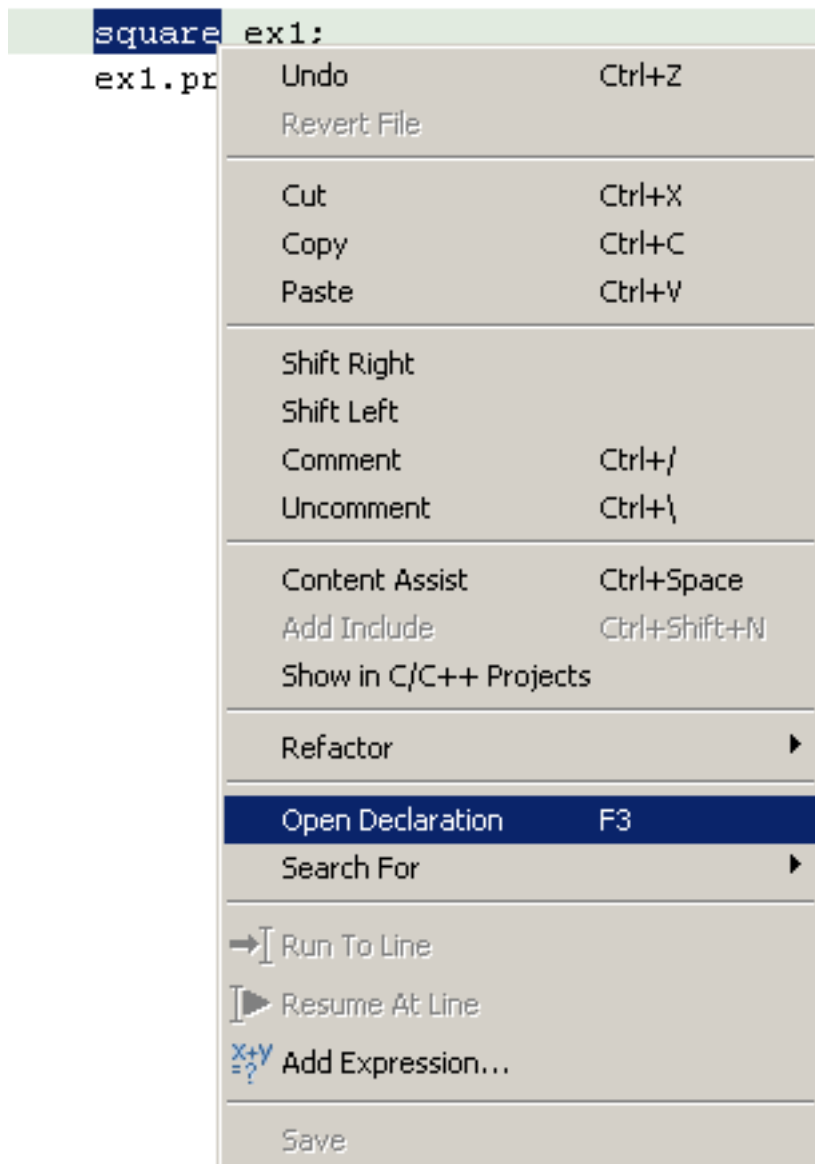 square ex1;
ex1.pr
Undo Ctrl+Z
Revert File
Cut Ctrl+X
Copy Ctrl+C
Paste Ctrl+V
Shift Right
Shift Left
Comment Ctrl+/
Uncomment Ctrl+\
Content Assist Ctrl+Space
Add Include Ctrl+Shift+N
Show in C/C++ Projects
Refactor
Open Declaration F3
Search For
Run To Line
Resume At Line
x+y
=?
Add Expression...
Save